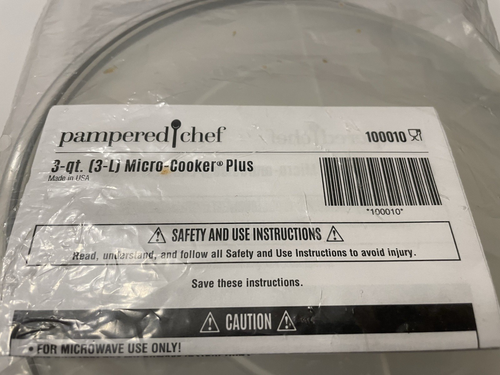 pampered chef
100010
3-qt. (3-L) Micro-Cooker® Plus
Made in USA
*100010*
SAFETY AND USE INSTRUCTIONS
Read, understand, and follow all Safety and Use Instructions to avoid injury.
Save these instructions.
CAUTION
• FOR MICROWAVE USE ONLY!